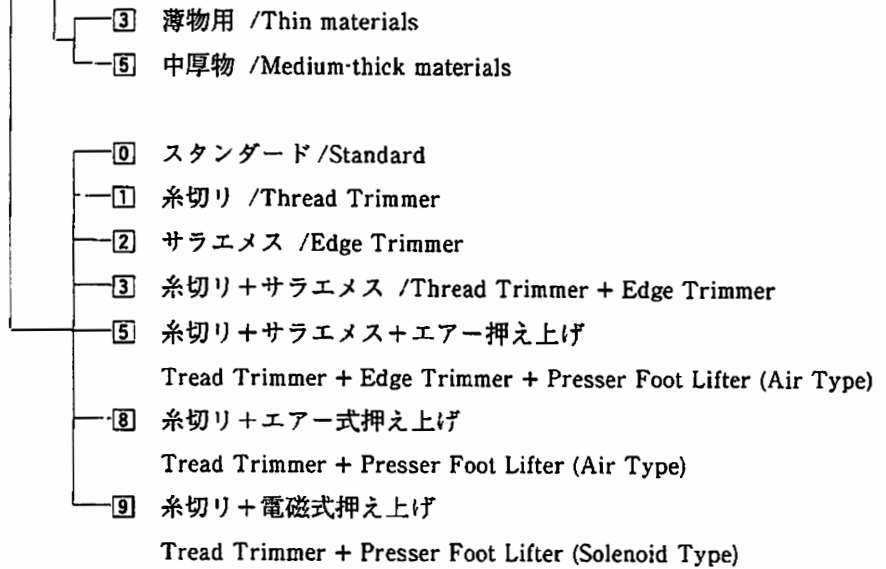 3 薄物用 /Thin materials
5 中厚物 /Medium-thick materials
0 スタンダード/Standard
1 糸切リ /Thread Trimmer
2 サラエメス /Edge Trimmer
3 糸切リ+サラエメス /Thread Trimmer + Edge Trimmer
5 糸切リ+サラエメス+エアー押え上げ
Tread Trimmer + Edge Trimmer + Presser Foot Lifter (Air Type)
8 糸切リ+エアー式押え上げ
Tread Trimmer + Presser Foot Lifter (Air Type)
9 糸切リ+電磁式押え上げ
Tread Trimmer + Presser Foot Lifter (Solenoid Type)